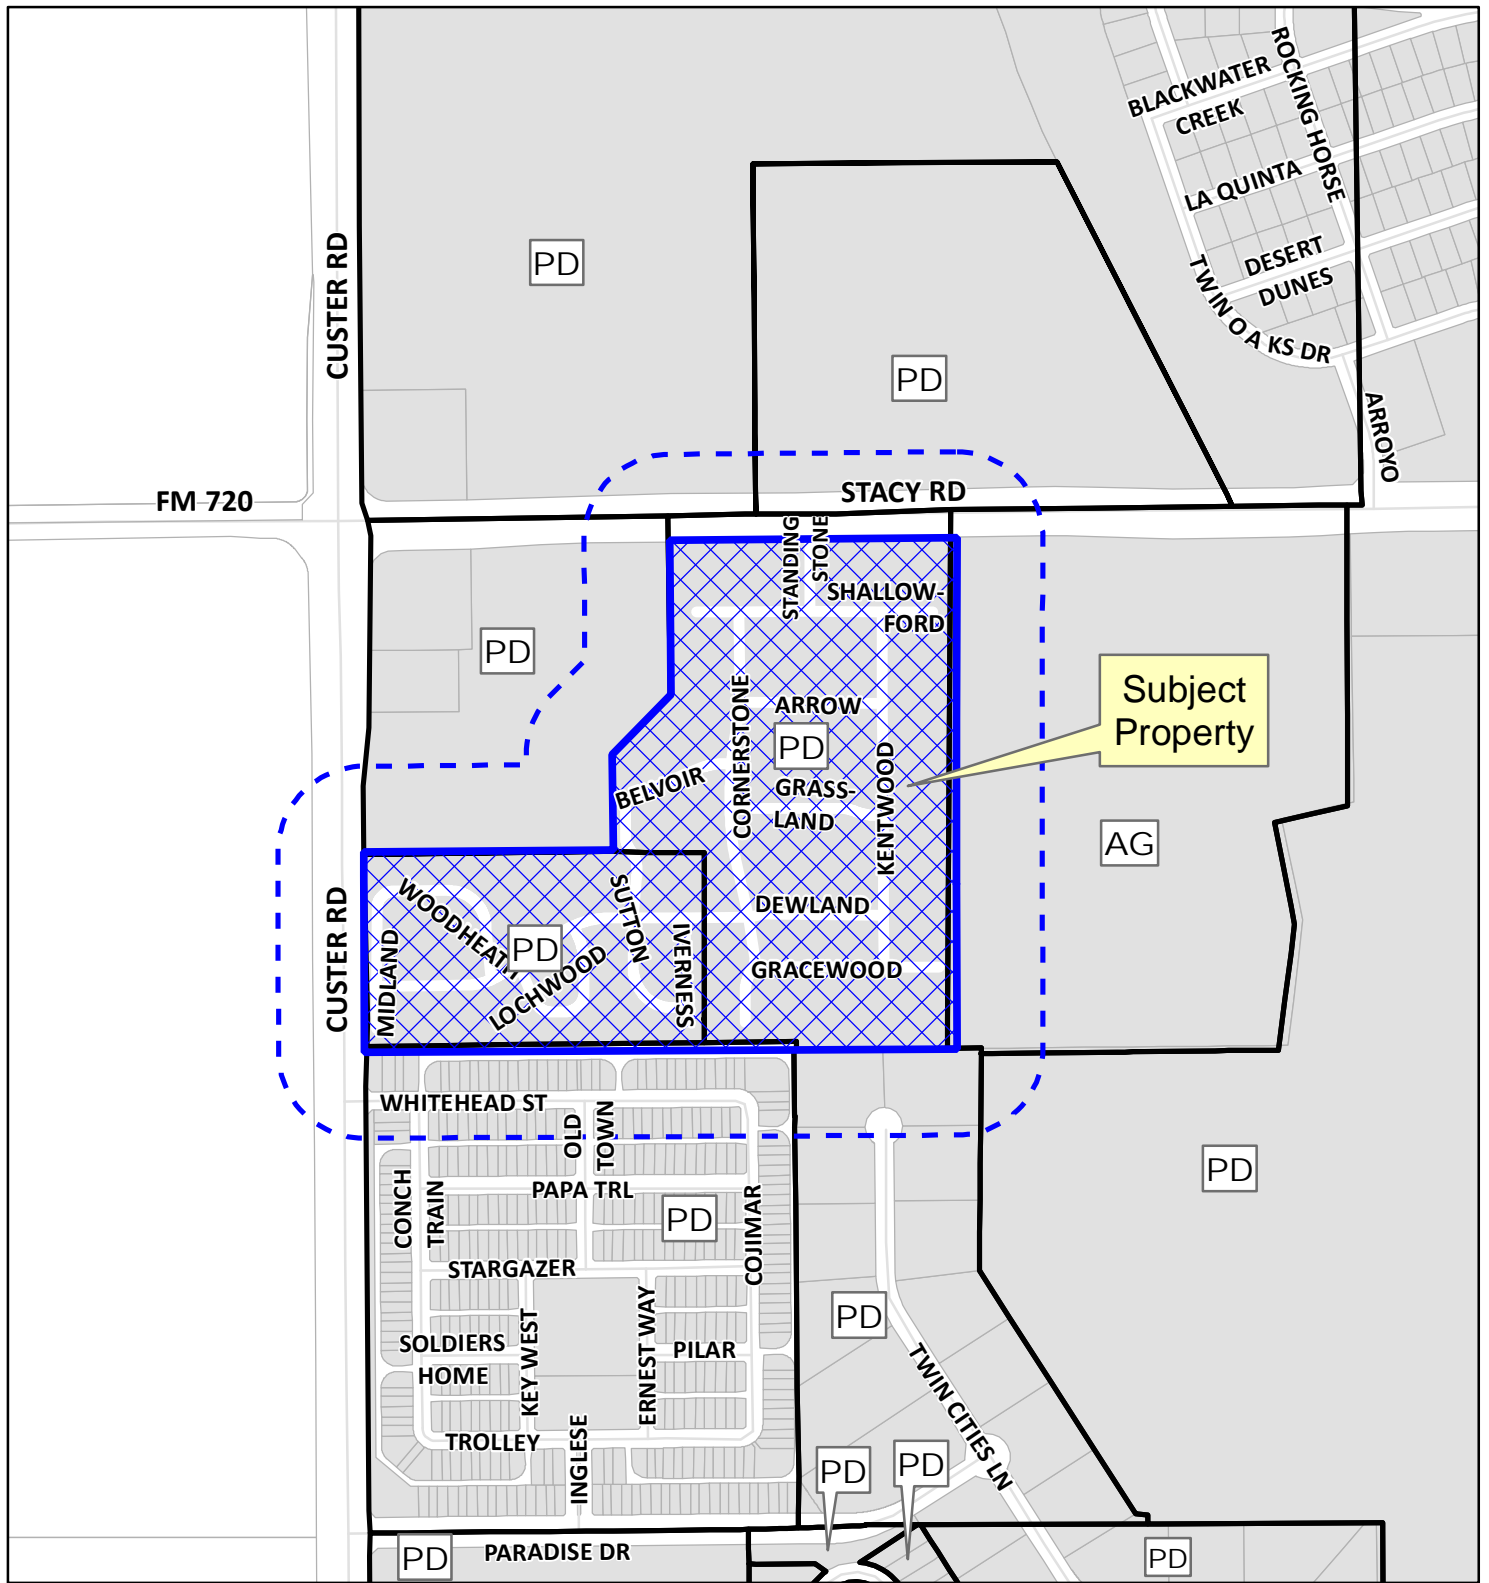 BLACKWATER
CREEK
ROCKING HORSE
LA QUINTA
DESERT
DUNES
TWIN OAKS DR
ARROYO
CUSTER RD
PD
PD
FM 720
STACY RD
STANDING
STONE
SHALLOW-
FORD
PD
Subject
Property
CORNERSTONE
ARROW
PD
KENTWOOD
BELVOIR
GRASS-
LAND
AG
CUSTER RD
WOODHEATH
SUTTON
DEWLAND
PD
MIDLAND
LOCHWOOD
IVERNESS
GRACEWOOD
WHITEHEAD ST
OLD
TOWN
CONCH
TRAIN
PAPA TRL
PD
COJIMAR
PD
STARGAZER
SOLDIERS
HOME
KEY WEST
ERNEST WAY
PILAR
PD
TWIN CITIES LN
TROLLEY
INGLESE
PD
PD
PD
PARADISE DR
PD